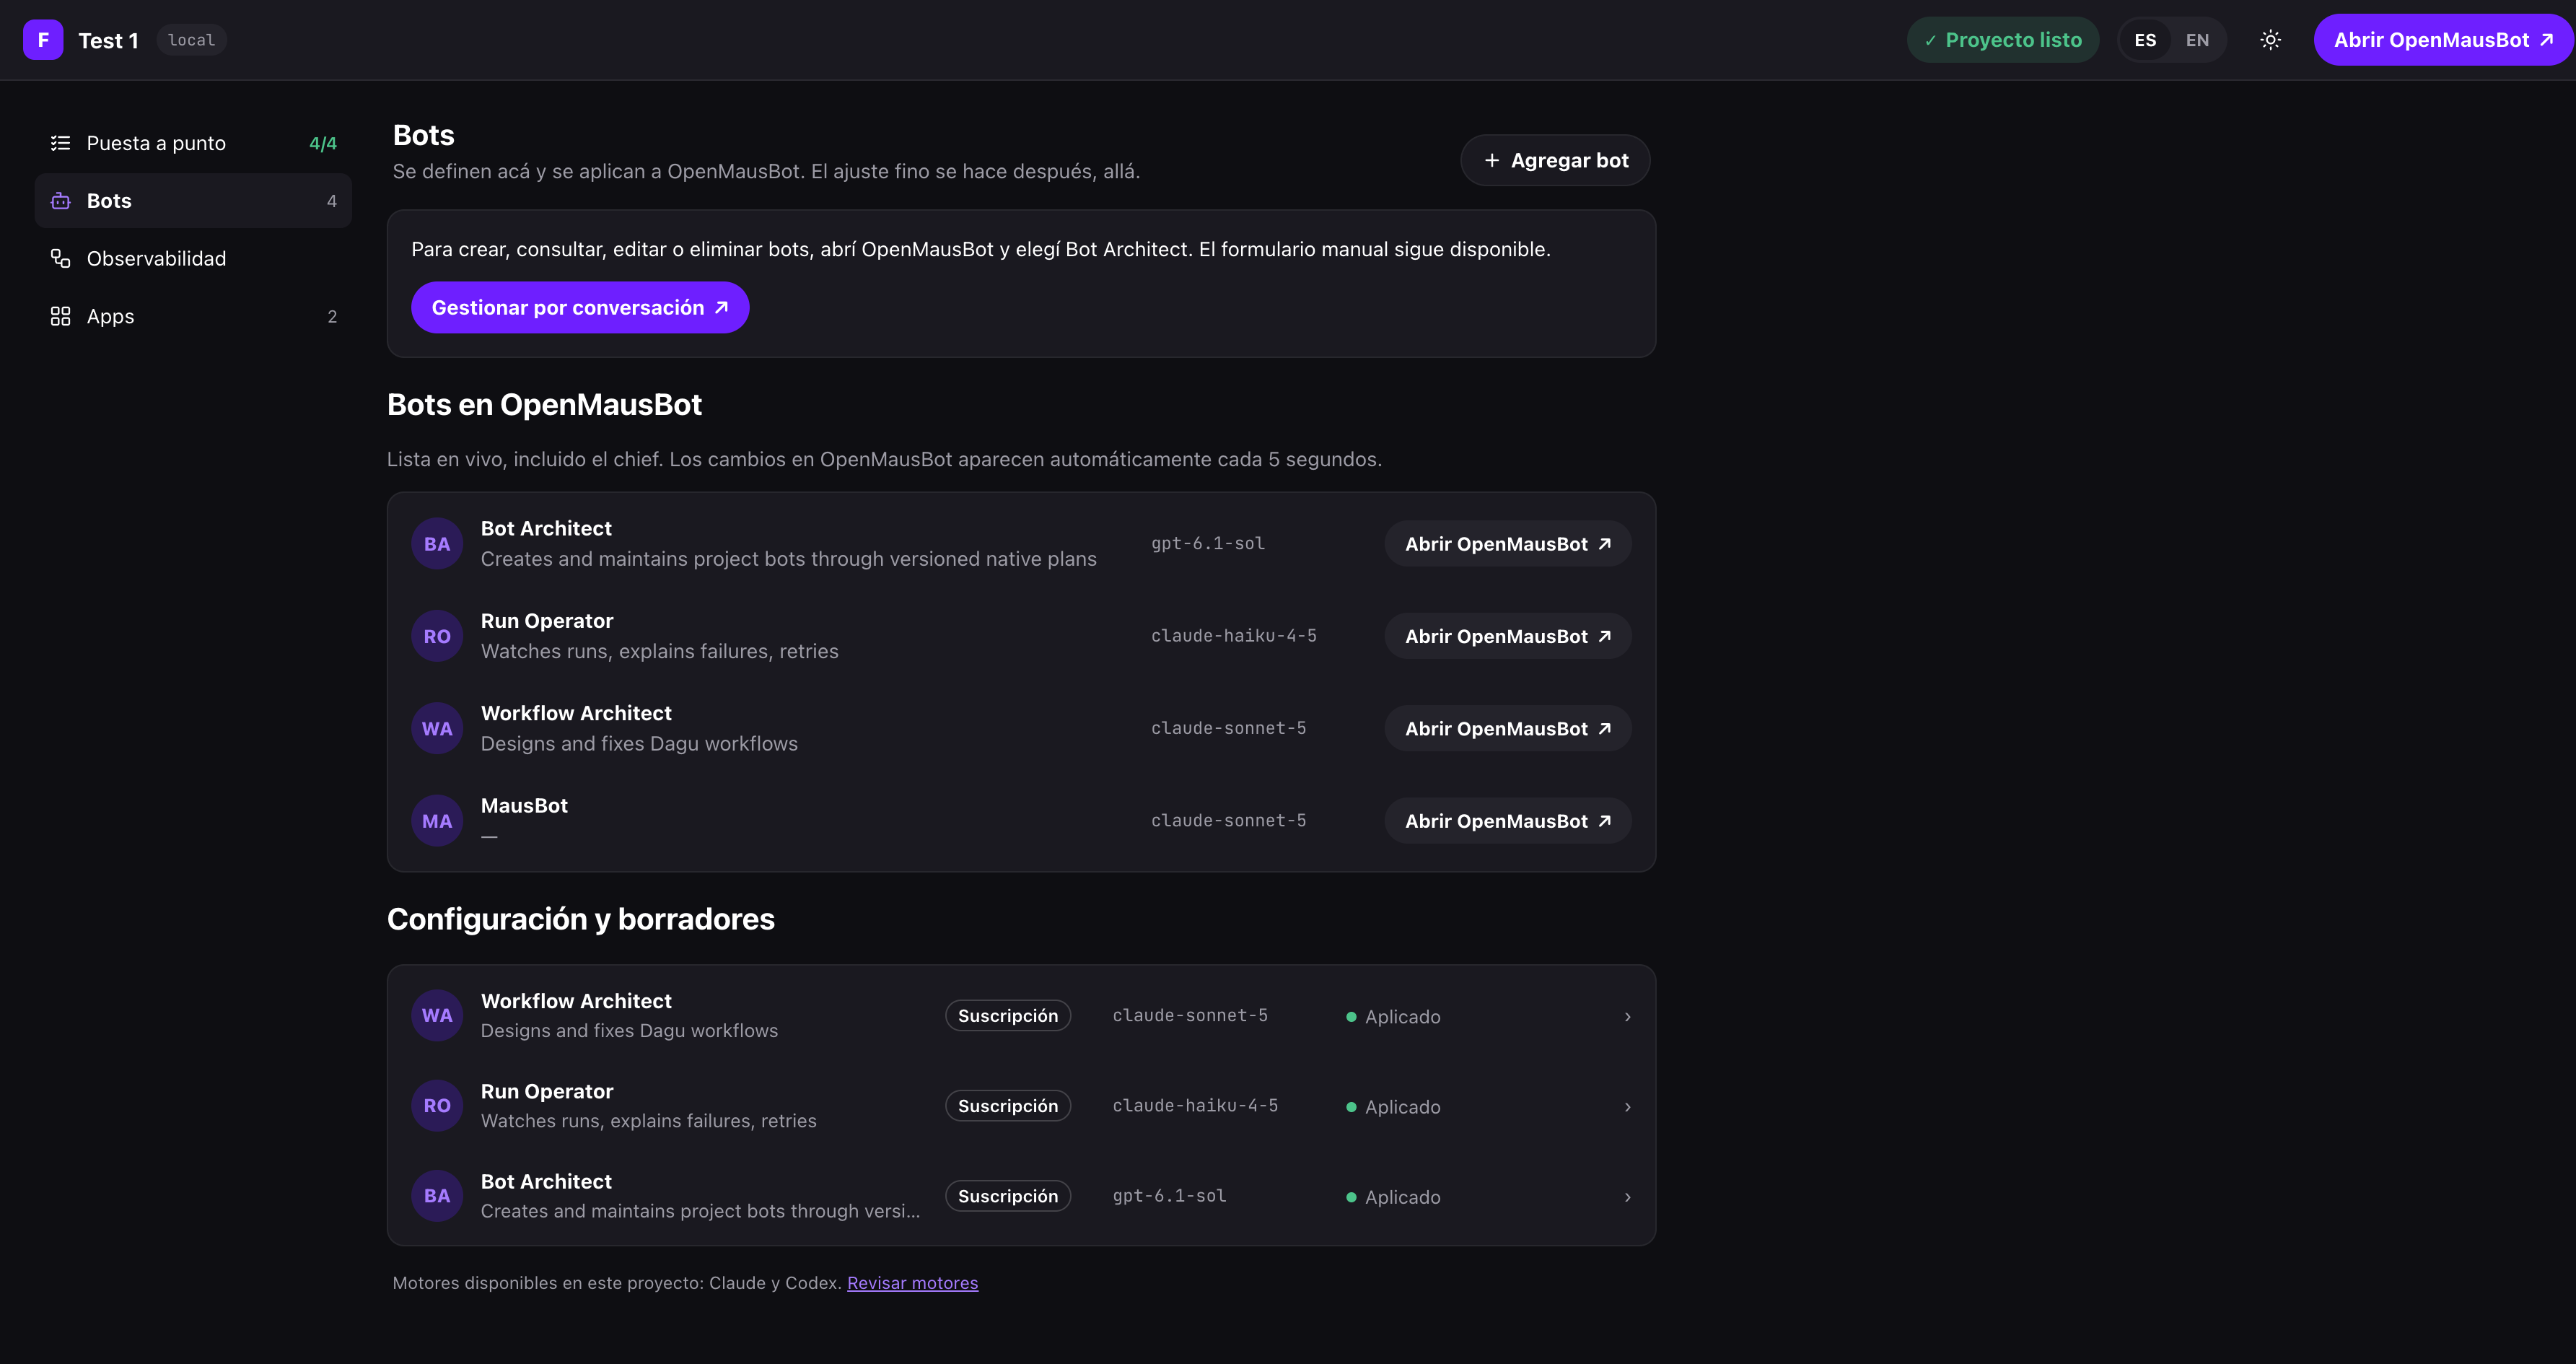 F Test 1 local ✓ Proyecto listo ES EN Abrir OpenMausBot ↗
Puesta a punto 4/4
Bots 4
Observabilidad
Apps 2
Bots
Se definen acá y se aplican a OpenMausBot. El ajuste fino se hace después, allá.
+ Agregar bot
Para crear, consultar, editar o eliminar bots, abrí OpenMausBot y elegí Bot Architect. El formulario manual sigue disponible.
Gestionar por conversación ↗
Bots en OpenMausBot
Lista en vivo, incluido el chief. Los cambios en OpenMausBot aparecen automáticamente cada 5 segundos.
BA Bot Architect gpt-6.1-sol Abrir OpenMausBot ↗
Creates and maintains project bots through versioned native plans
RO Run Operator claude-haiku-4-5 Abrir OpenMausBot ↗
Watches runs, explains failures, retries
WA Workflow Architect claude-sonnet-5 Abrir OpenMausBot ↗
Designs and fixes Dagu workflows
MA MausBot claude-sonnet-5 Abrir OpenMausBot ↗
—
Configuración y borradores
WA Workflow Architect Suscripción claude-sonnet-5 Aplicado ›
Designs and fixes Dagu workflows
RO Run Operator Suscripción claude-haiku-4-5 Aplicado ›
Watches runs, explains failures, retries
BA Bot Architect Suscripción gpt-6.1-sol Aplicado ›
Creates and maintains project bots through versi...
Motores disponibles en este proyecto: Claude y Codex. Revisar motores